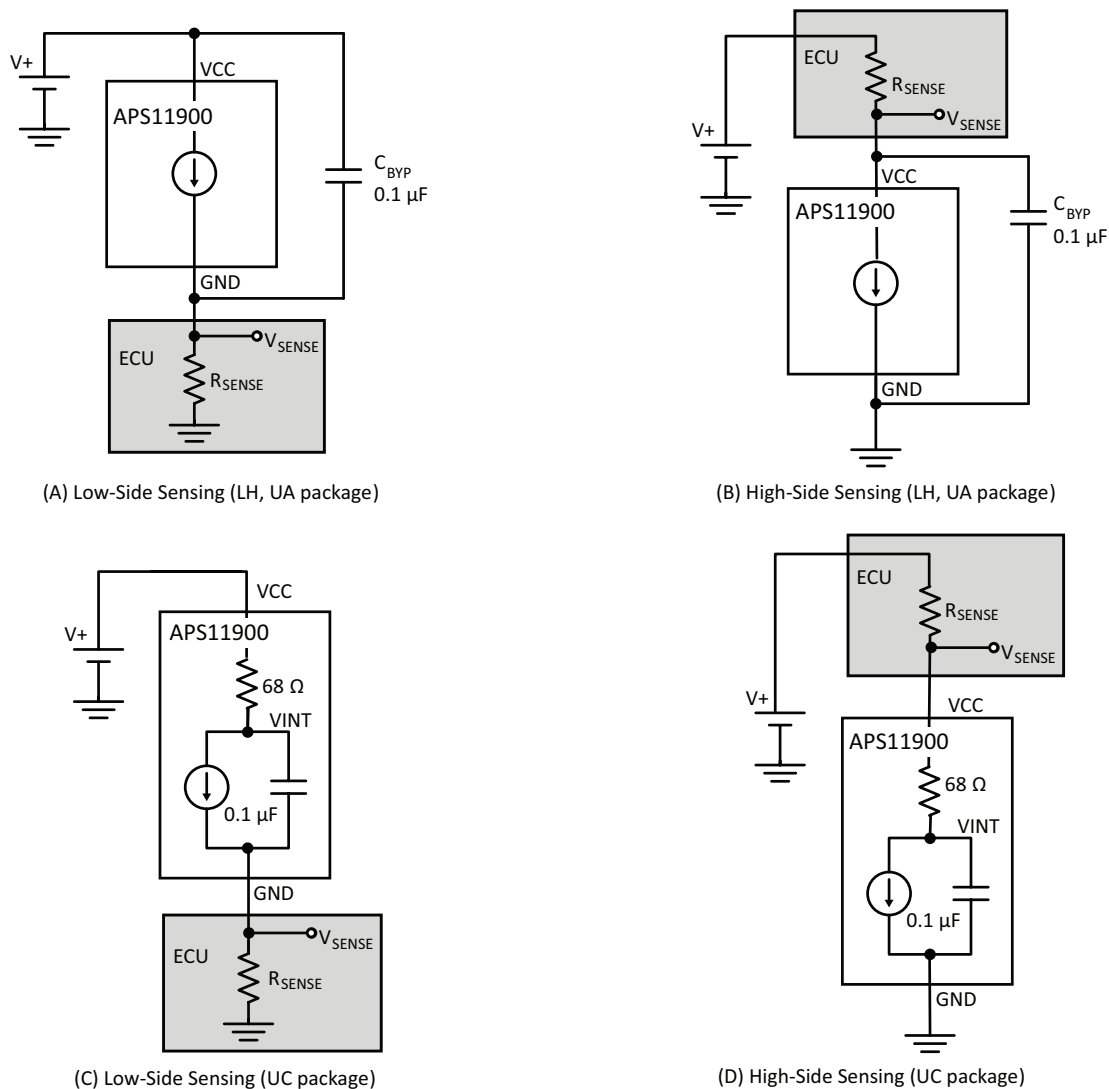 V+
VCC
APS11900
C_BYP
0.1 µF
GND
V_SENSE
ECU
R_SENSE
(A) Low-Side Sensing (LH, UA package)
ECU
R_SENSE
V_SENSE
V+
VCC
APS11900
C_BYP
0.1 µF
GND
(B) High-Side Sensing (LH, UA package)
VCC
V+
APS11900
68 Ω
VINT
0.1 µF
GND
V_SENSE
ECU
R_SENSE
(C) Low-Side Sensing (UC package)
ECU
R_SENSE
V_SENSE
V+
VCC
APS11900
68 Ω
VINT
0.1 µF
GND
(D) High-Side Sensing (UC package)